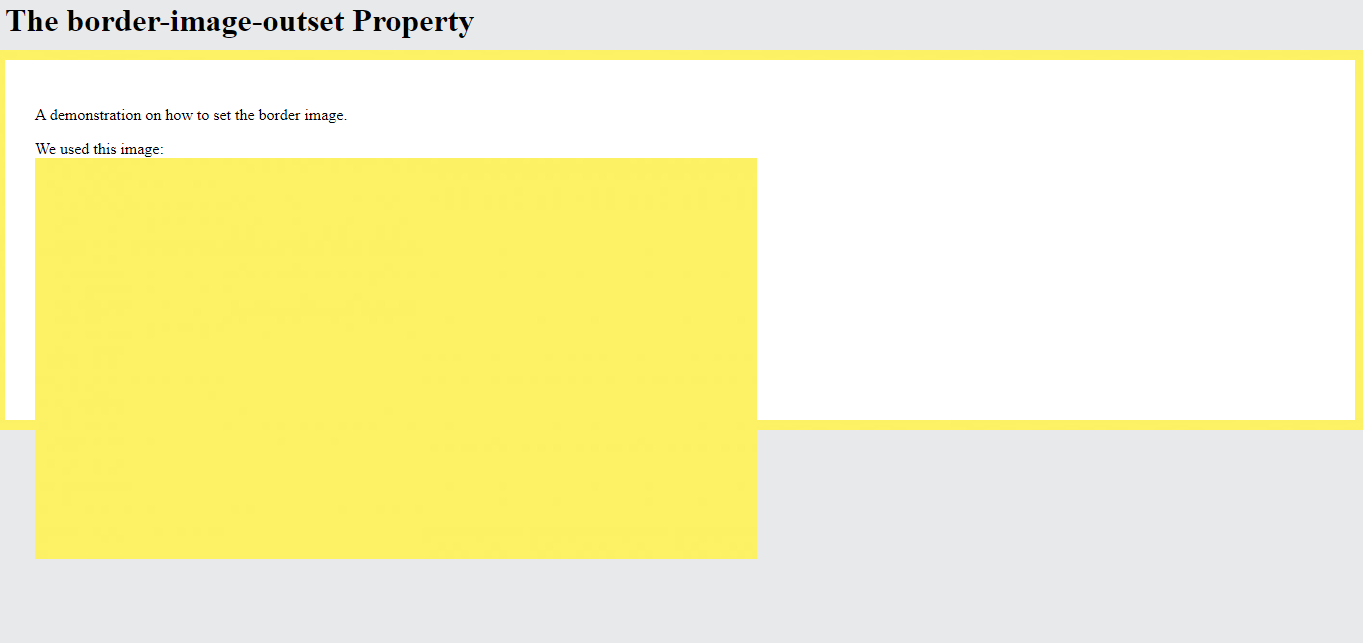 The border-image-outset Property
A demonstration on how to set the border image.
We used this image: